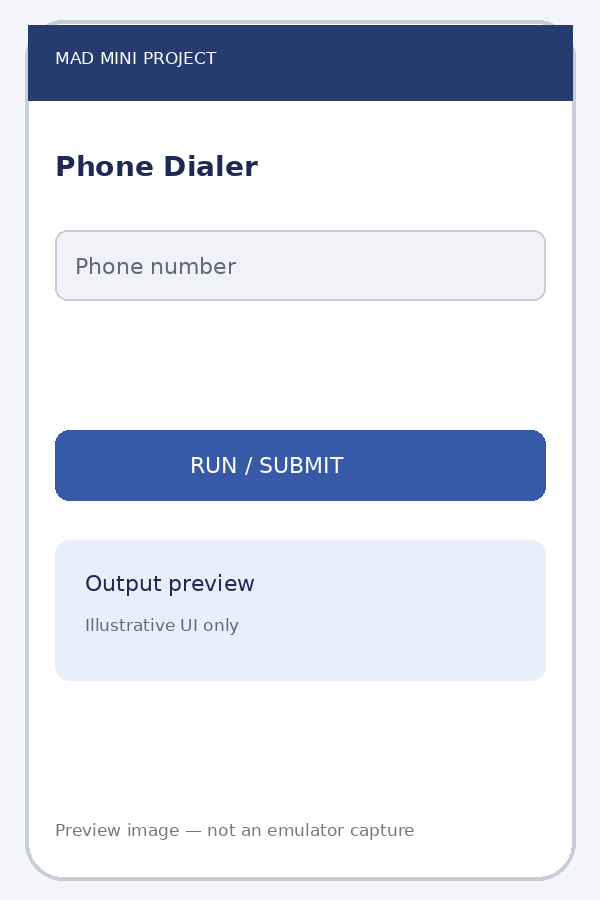 MAD MINI PROJECT
Phone Dialer
Phone number
RUN / SUBMIT
Output preview
Illustrative UI only
Preview image — not an emulator capture